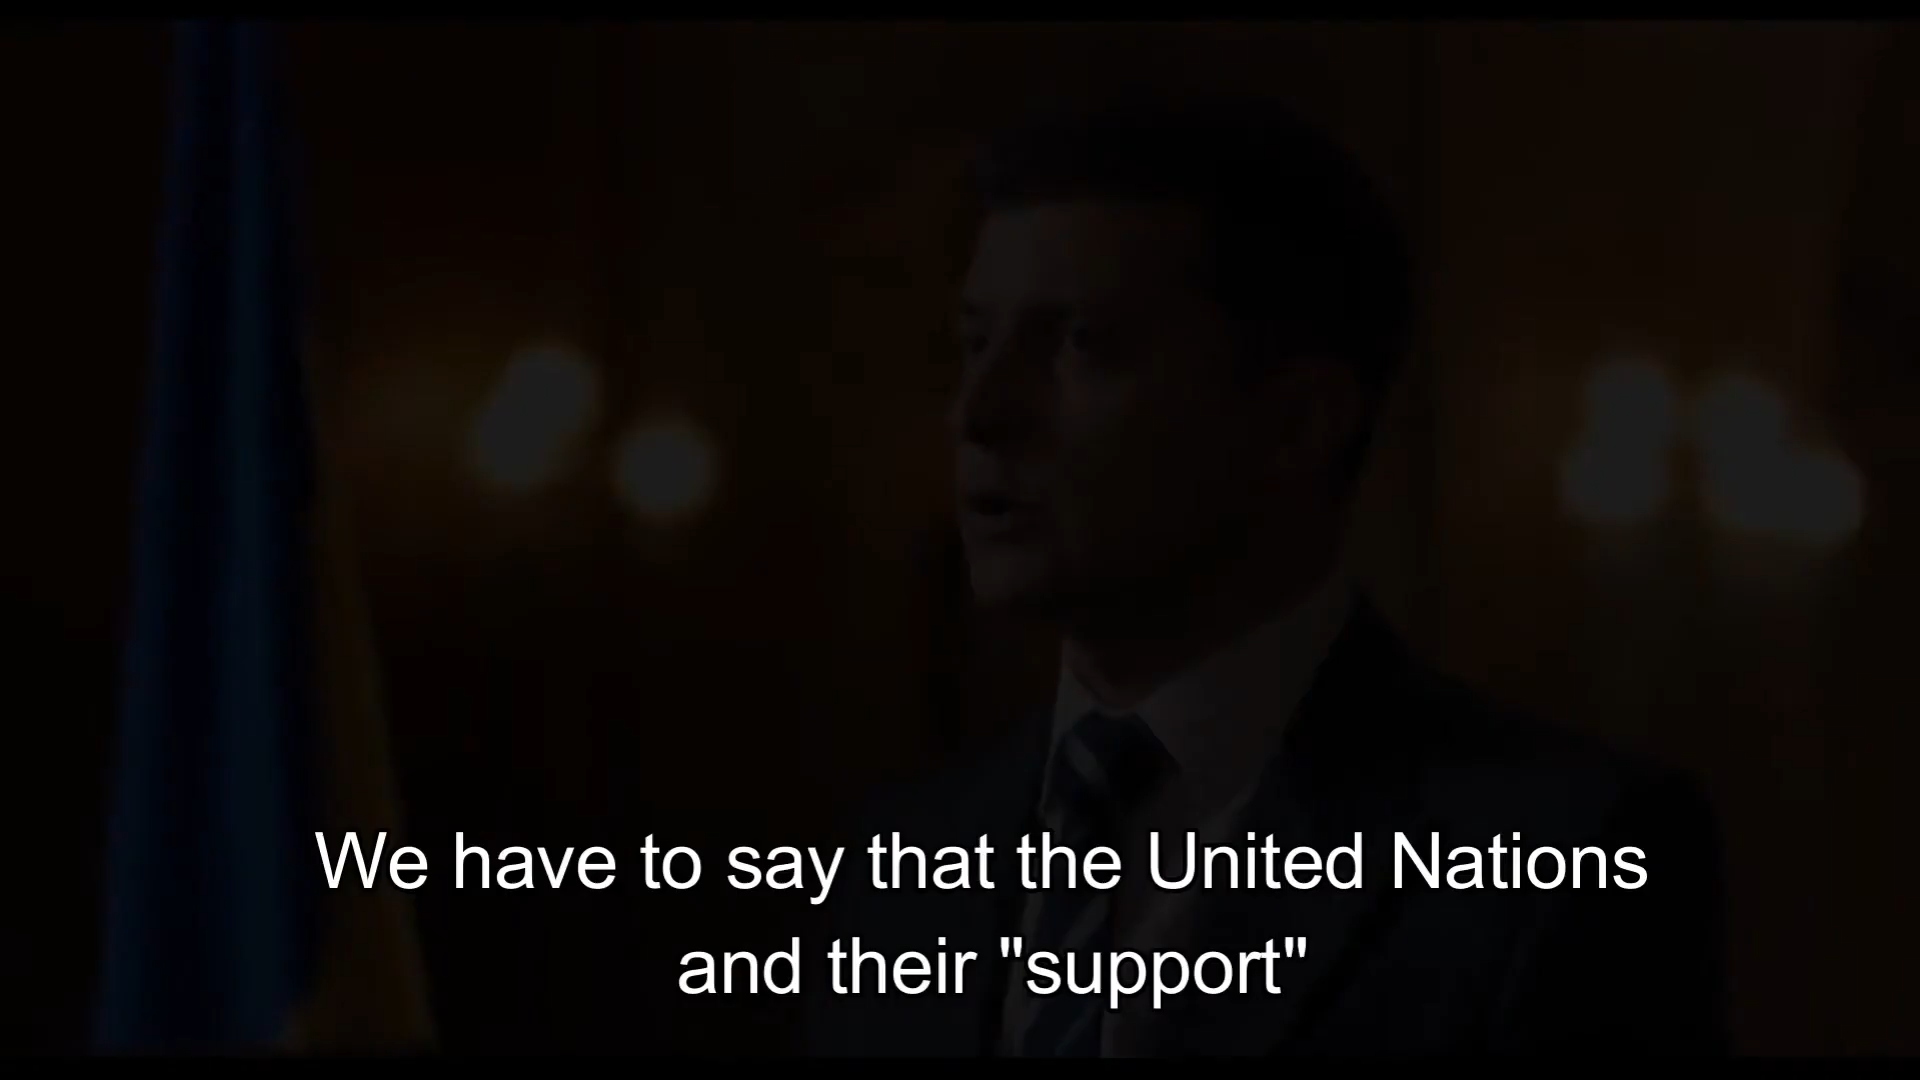 We have to say that the United Nations
and their "support"